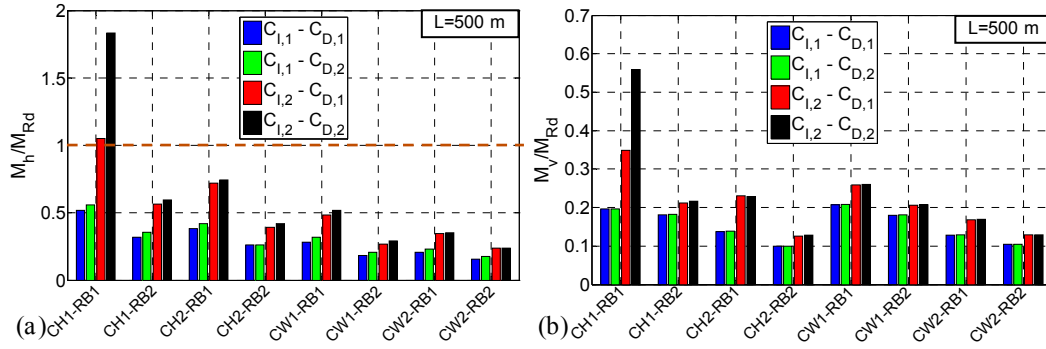 L=500 m
C_I,1 - C_D,1
C_I,1 - C_D,2
C_I,2 - C_D,1
C_I,2 - C_D,2
M_h/M_Rd
2
1.5
1
0.5
0
CH1-RB1
CH1-RB2
CH2-RB1
CH2-RB2
CW1-RB1
CW1-RB2
CW2-RB1
CW2-RB2
(a)
L=500 m
C_I,1 - C_D,1
C_I,1 - C_D,2
C_I,2 - C_D,1
C_I,2 - C_D,2
M_v/M_Rd
0.7
0.6
0.5
0.4
0.3
0.2
0.1
0
CH1-RB1
CH1-RB2
CH2-RB1
CH2-RB2
CW1-RB1
CW1-RB2
CW2-RB1
CW2-RB2
(b)